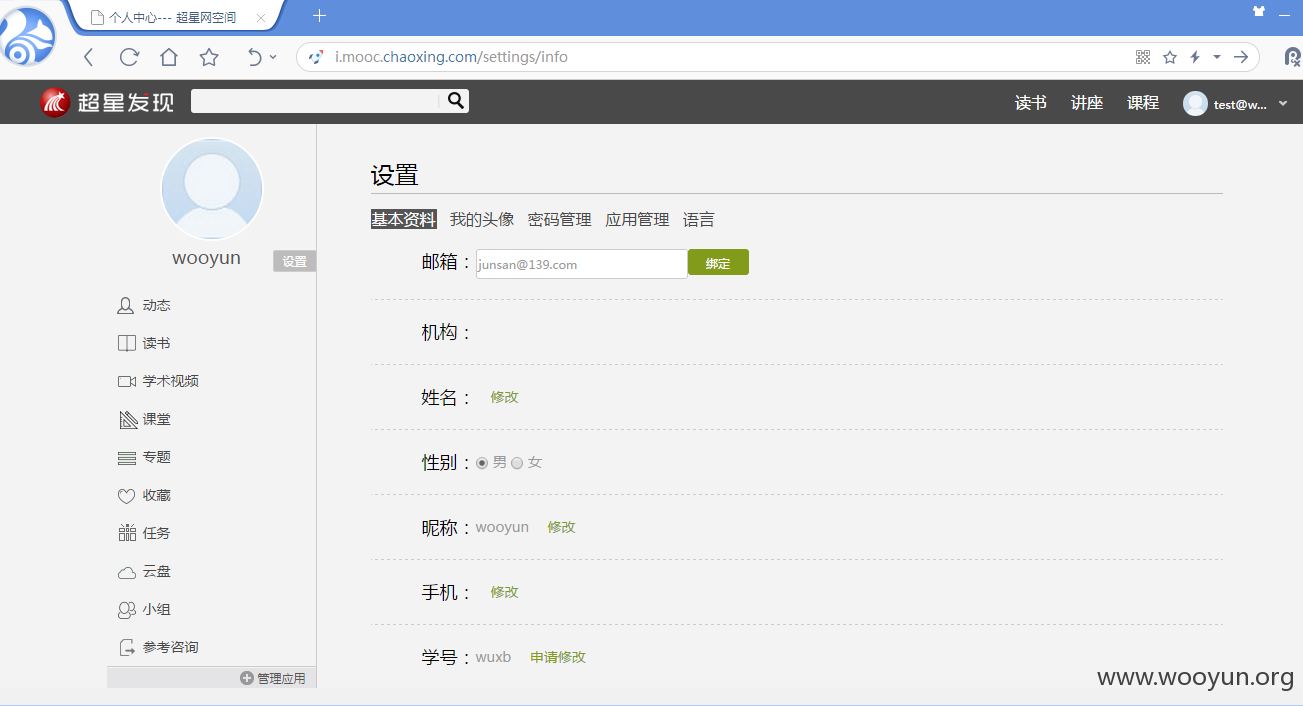 个人中心--- 超星网空间
i.mooc.chaoxing.com/settings/info
超星发现
读书 讲座 课程 test@w...
wooyun
设置
动态
读书
学术视频
课堂
专题
收藏
任务
云盘
小组
参考咨询
管理应用
设置
基本资料 我的头像 密码管理 应用管理 语言
邮箱： junsan@139.com 绑定
机构：
姓名： 修改
性别： 男 女
昵称： wooyun 修改
手机： 修改
学号： wuxb 申请修改
www.wooyun.org